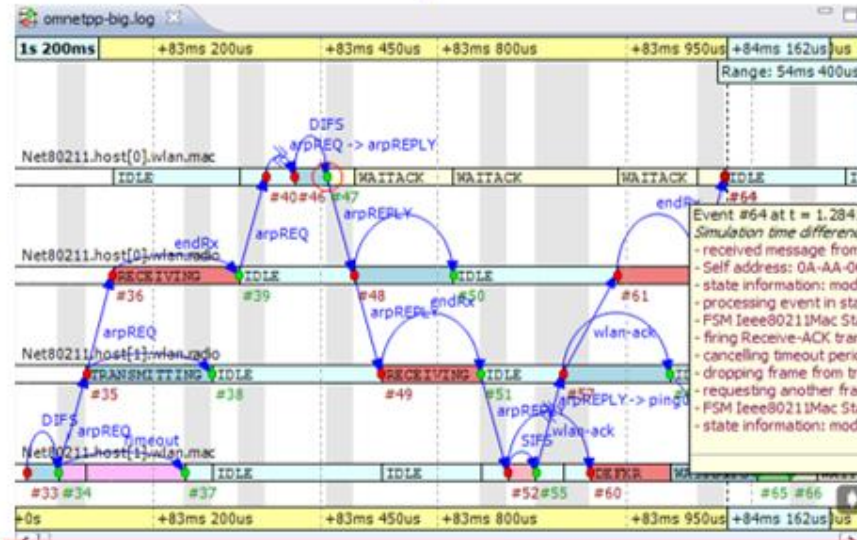 omnetpp-big.log
1s 200ms +83ms 200us +83ms 450us +83ms 800us +83ms 950us +84ms 162us us
Range: 54ms 400us
DIFS
arpREQ -> arpREPLY
Net80211.host[0].wlan.mac
IDLE WAITACK WAITACK WAITACK IDLE
#40 #46 #47 #64
arpREPLY
endRx
arpREQ
endRx
Net80211.host[0].wlan.radio
RECEIVING IDLE IDLE
#36 #39 #48 #50 #61
arpREPLY endRx
arpREQ
wlan-ack
Net80211.host[1].wlan.radio
TRANSMITTING IDLE RECEIVING IDLE
#35 #38 #49 #51
DIFS
arpREQ
timeout
arpREPLY
arpREPLY -> ping
SIFS
wlan-ack
Net80211.host[1].wlan.mac
IDLE IDLE
#33 #34 #37 #52 #55 #60 #65 #66
Event #64 at t = 1.284
Simulation time differenc
- received message from
- Self address: 0A-AA-0
- state information: mod
- processing event in sta
- FSM Ieee80211Mac Sta
- firing Receive-ACK tran
- cancelling timeout perio
- dropping frame from tr
- requesting another fra
- FSM Ieee80211Mac Sta
- state information: mod
+0s +83ms 200us +83ms 450us +83ms 800us +83ms 950us +84ms 162us us